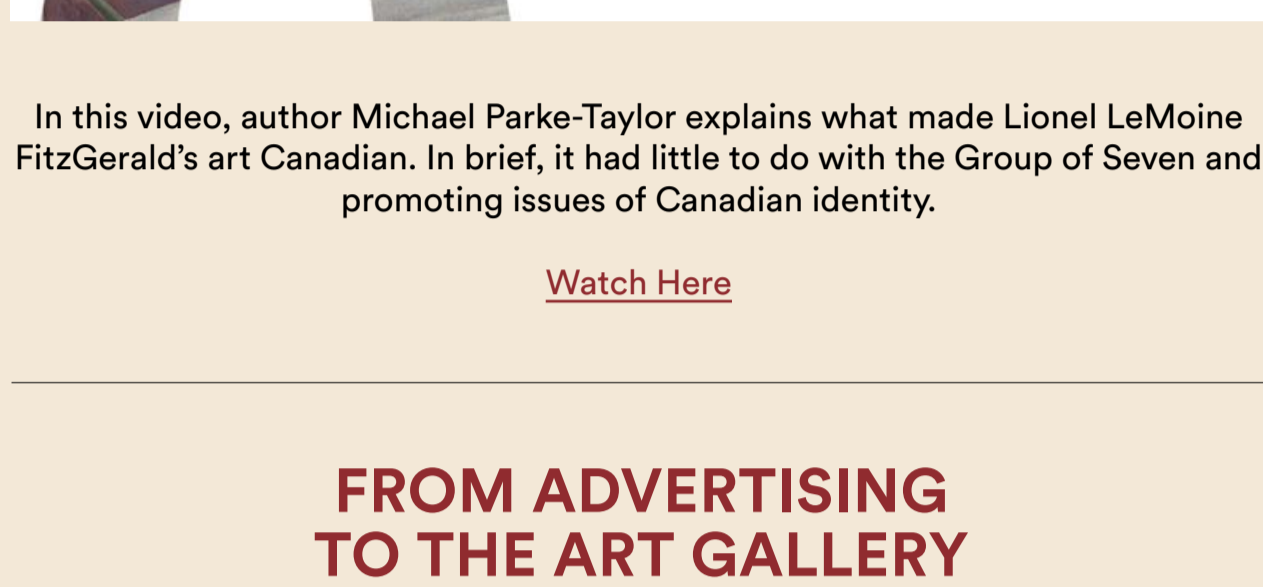 In this video, author Michael Parke-Taylor explains what made Lionel LeMoine
FitzGerald’s art Canadian. In brief, it had little to do with the Group of Seven and
promoting issues of Canadian identity.
Watch Here
FROM ADVERTISING
TO THE ART GALLERY